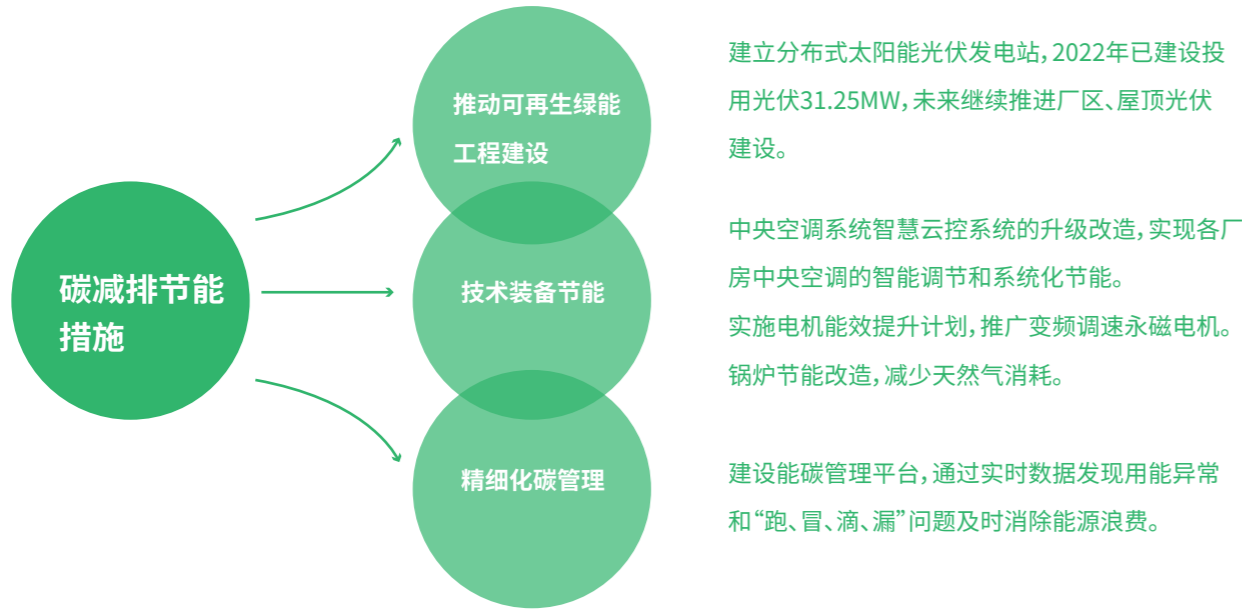 碳减排节能
措施
推动可再生绿能
工程建设
建立分布式太阳能光伏发电站，2022年已建设投
用光伏31.25MW，未来继续推进厂区、屋顶光伏
建设。
技术装备节能
中央空调系统智慧云控系统的升级改造，实现各厂
房中央空调的智能调节和系统化节能。
实施电机能效提升计划，推广变频调速永磁电机。
锅炉节能改造，减少天然气消耗。
精细化碳管理
建设能碳管理平台，通过实时数据发现用能异常
和“跑、冒、滴、漏”问题及时消除能源浪费。